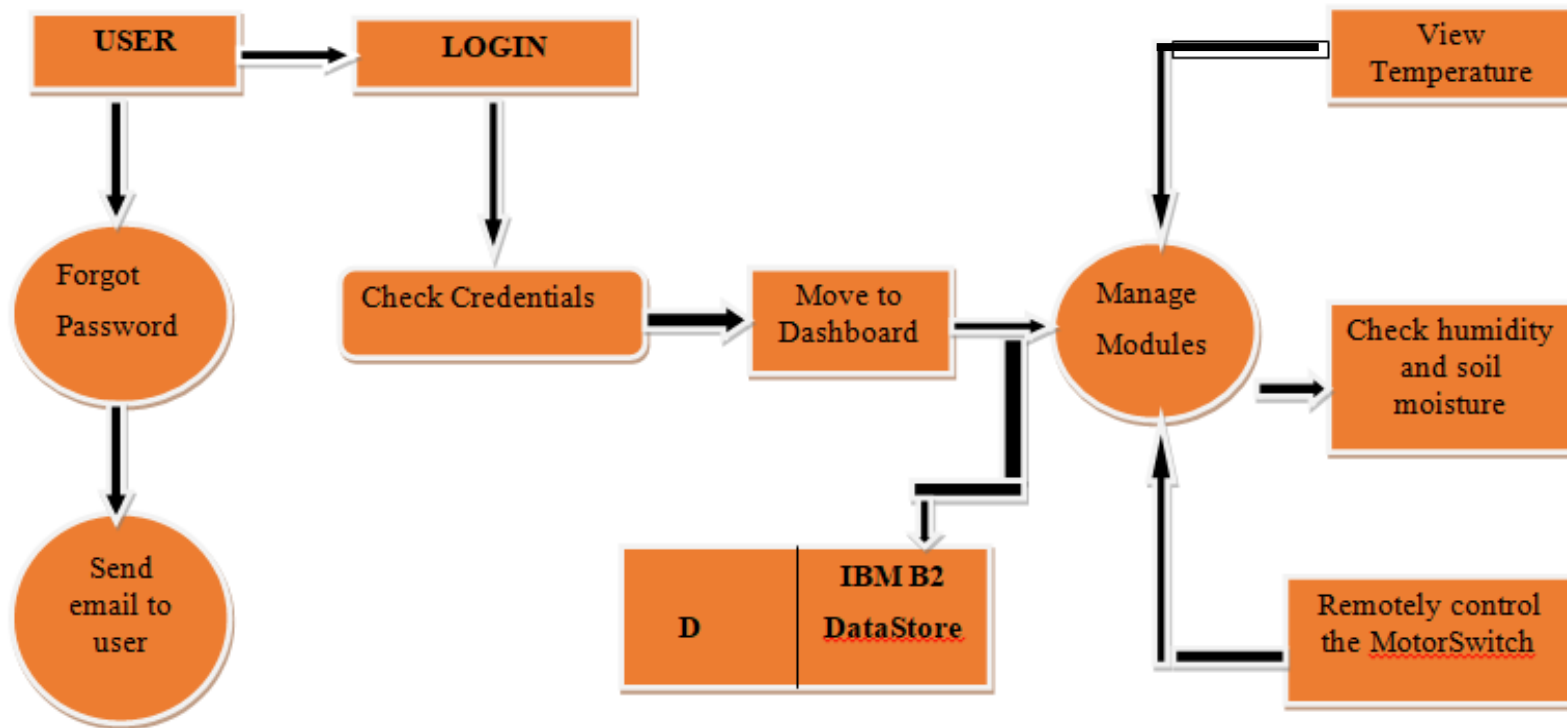 USER
LOGIN
View
Temperature
Forgot
Password
Check Credentials
Move to
Dashboard
Manage
Modules
Check humidity
and soil
moisture
Send
email to
user
D
IBM B2
DataStore
Remotely control
the MotorSwitch